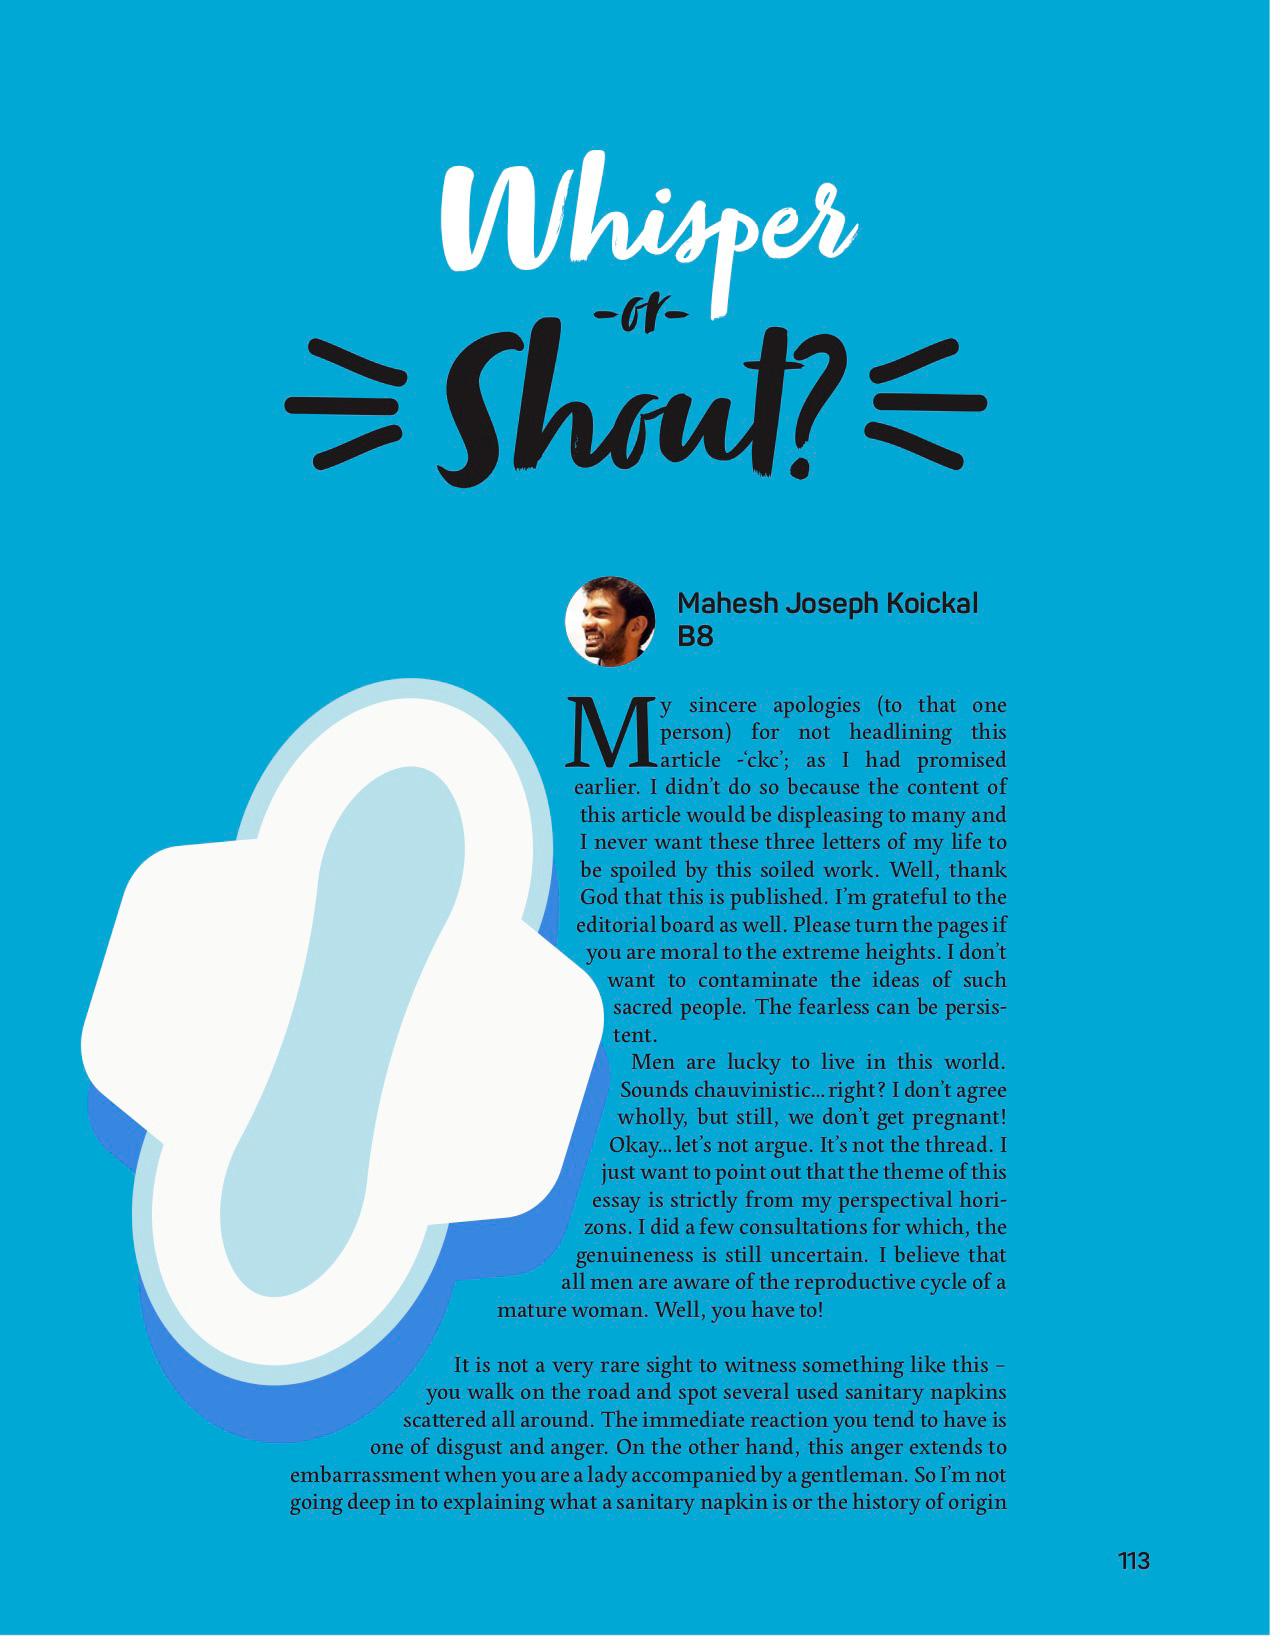 Whisper
-or-
Shout?
Mahesh Joseph Koickal
B8
My sincere apologies (to that one
person) for not headlining this
article -‘ckc’; as I had promised
earlier. I didn’t do so because the content of
this article would be displeasing to many and
I never want these three letters of my life to
be spoiled by this soiled work. Well, thank
God that this is published. I’m grateful to the
editorial board as well. Please turn the pages if
you are moral to the extreme heights. I don’t
want to contaminate the ideas of such
sacred people. The fearless can be persis-
tent.
Men are lucky to live in this world.
Sounds chauvinistic... right? I don’t agree
wholly, but still, we don’t get pregnant!
Okay... let’s not argue. It’s not the thread. I
just want to point out that the theme of this
essay is strictly from my perspectival hori-
zons. I did a few consultations for which, the
genuineness is still uncertain. I believe that
all men are aware of the reproductive cycle of a
mature woman. Well, you have to!
It is not a very rare sight to witness something like this –
you walk on the road and spot several used sanitary napkins
scattered all around. The immediate reaction you tend to have is
one of disgust and anger. On the other hand, this anger extends to
embarrassment when you are a lady accompanied by a gentleman. So I’m not
going deep in to explaining what a sanitary napkin is or the history of origin
113